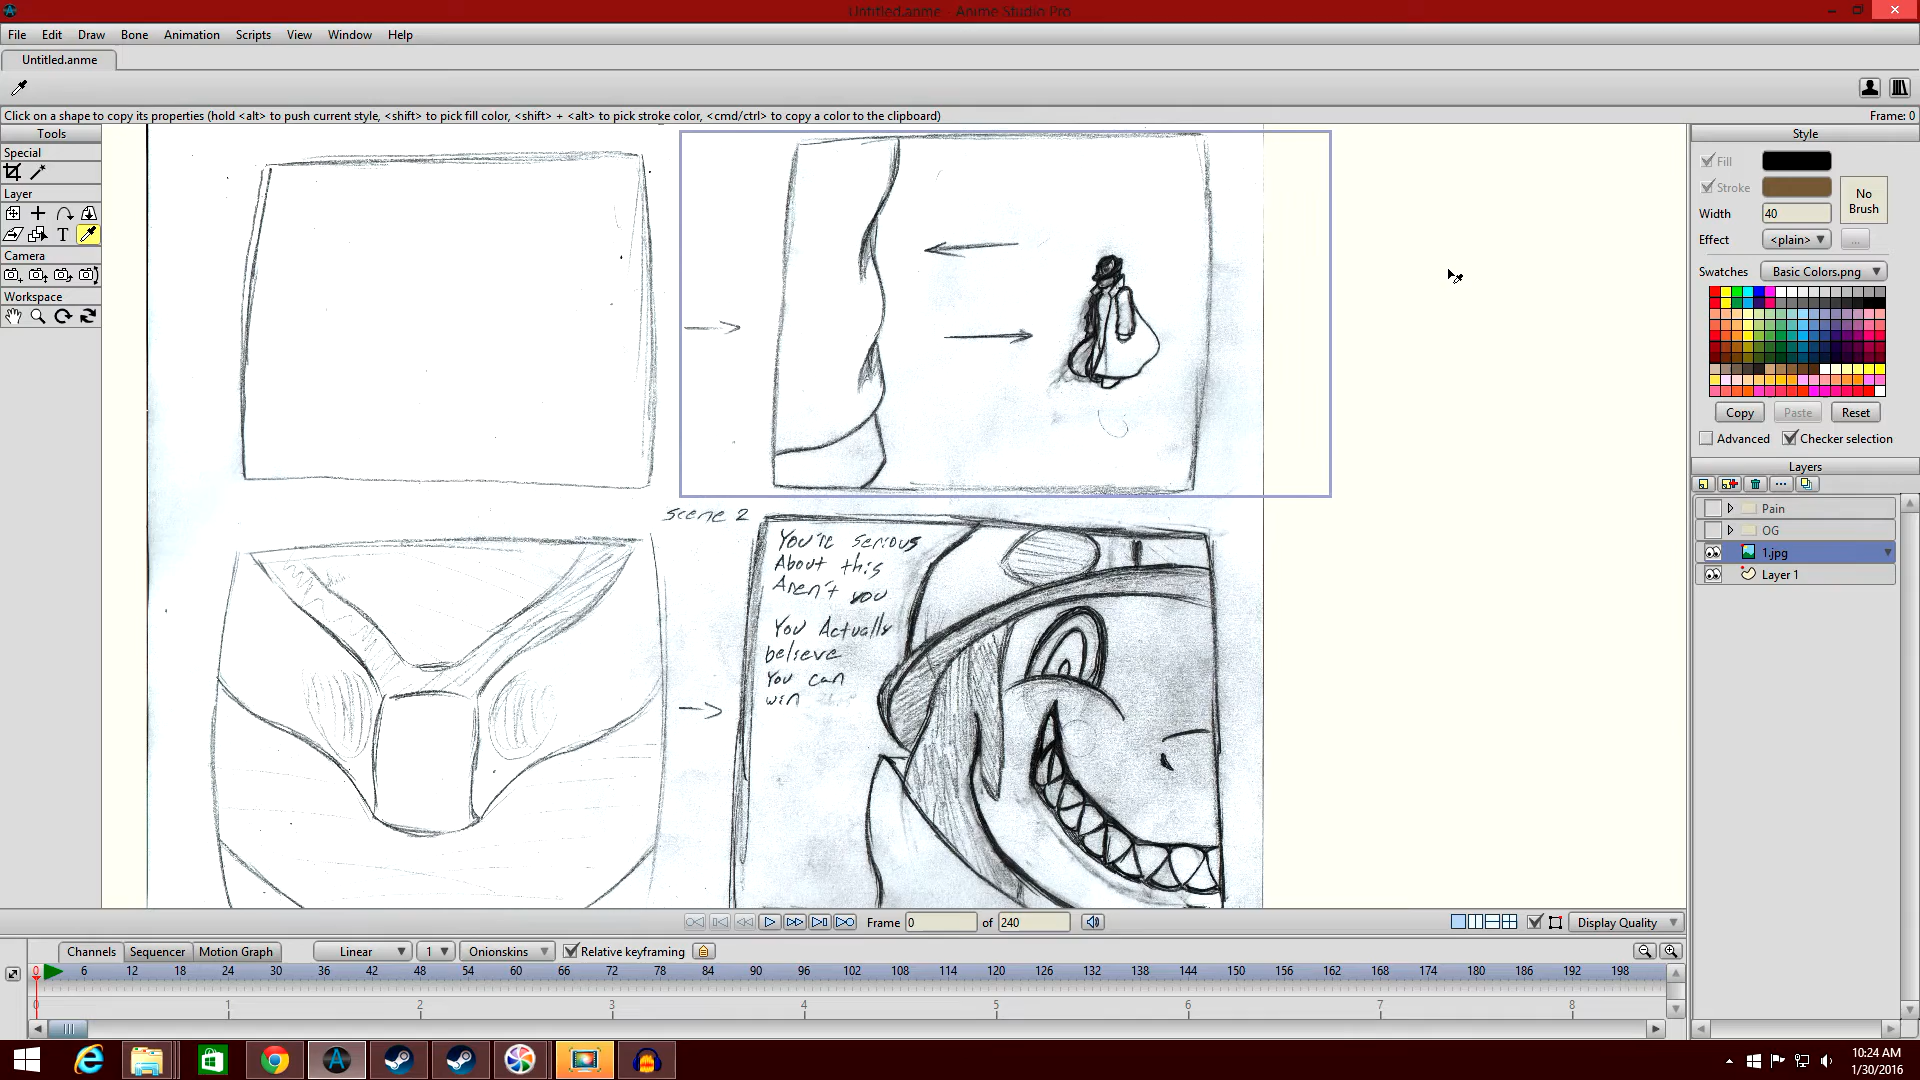 Untitled.anme - Anime Studio Pro
File Edit Draw Bone Animation Scripts View Window Help
Untitled.anme
Click on a shape to copy its properties (hold <alt> to push current style, <shift> to pick fill color, <shift> + <alt> to pick stroke color, <cmd/ctrl> to copy a color to the clipboard)
Frame: 0
Tools
Special
Layer
T
Camera
Workspace
scene 2
You're serious
About this
Aren't you
You Actually
believe
You can
win
Style
Fill
Stroke
No
Brush
Width 40
Effect <plain> ...
Swatches Basic Colors.png
Copy Paste Reset
Advanced Checker selection
Layers
Pain
OG
1.jpg
Layer 1
Frame 0 of 240
Display Quality
Channels Sequencer Motion Graph Linear 1 Onionskins Relative keyframing
0 6 12 18 24 30 36 42 48 54 60 66 72 78 84 90 96 102 108 114 120 126 132 138 144 150 156 162 168 174 180 186 192 198
0 1 2 3 4 5 6 7 8
10:24 AM
1/30/2016